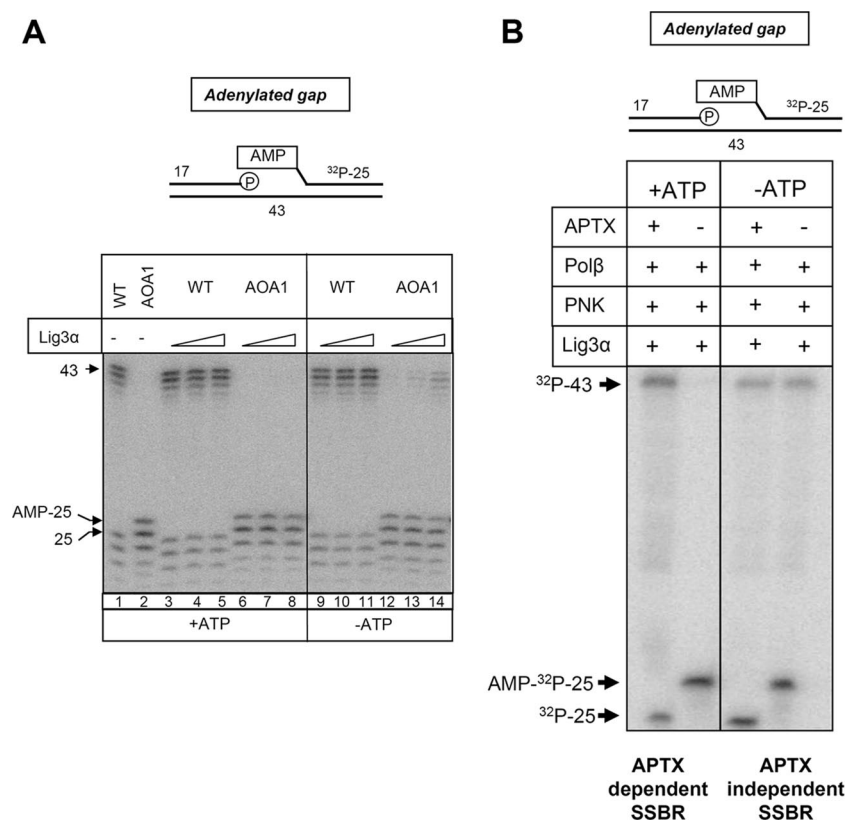 A
Adenylated gap
AMP
17
P
32P-25
43
WT
AOA1
WT
AOA1
WT
AOA1
Lig3α
-
-
43
AMP-25
25
1 2 3 4 5 6 7 8 9 10 11 12 13 14
+ATP
-ATP
B
Adenylated gap
AMP
17
P
32P-25
43
+ATP -ATP
APTX + - + -
Polβ + + + +
PNK + + + +
Lig3α + + + +
32P-43
AMP-32P-25
32P-25
APTX
dependent
SSBR
APTX
independent
SSBR